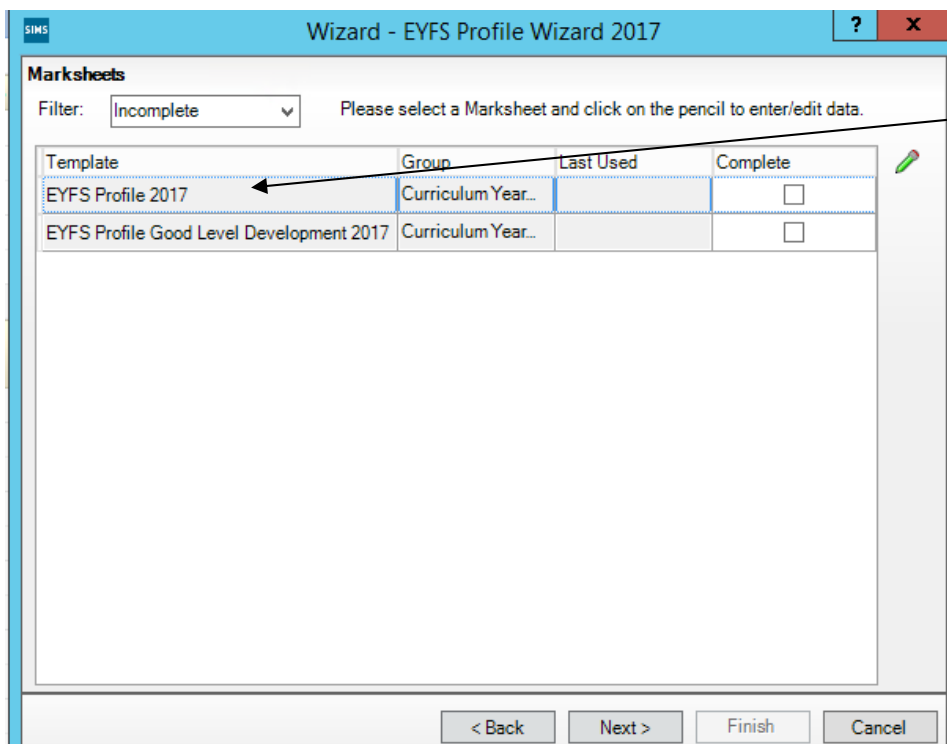 SIMS Wizard - EYFS Profile Wizard 2017 ? x
Marksheets
Filter: Incomplete Please select a Marksheet and click on the pencil to enter/edit data.
Template Group Last Used Complete
EYFS Profile 2017 Curriculum Year...
EYFS Profile Good Level Development 2017 Curriculum Year...
< Back Next > Finish Cancel